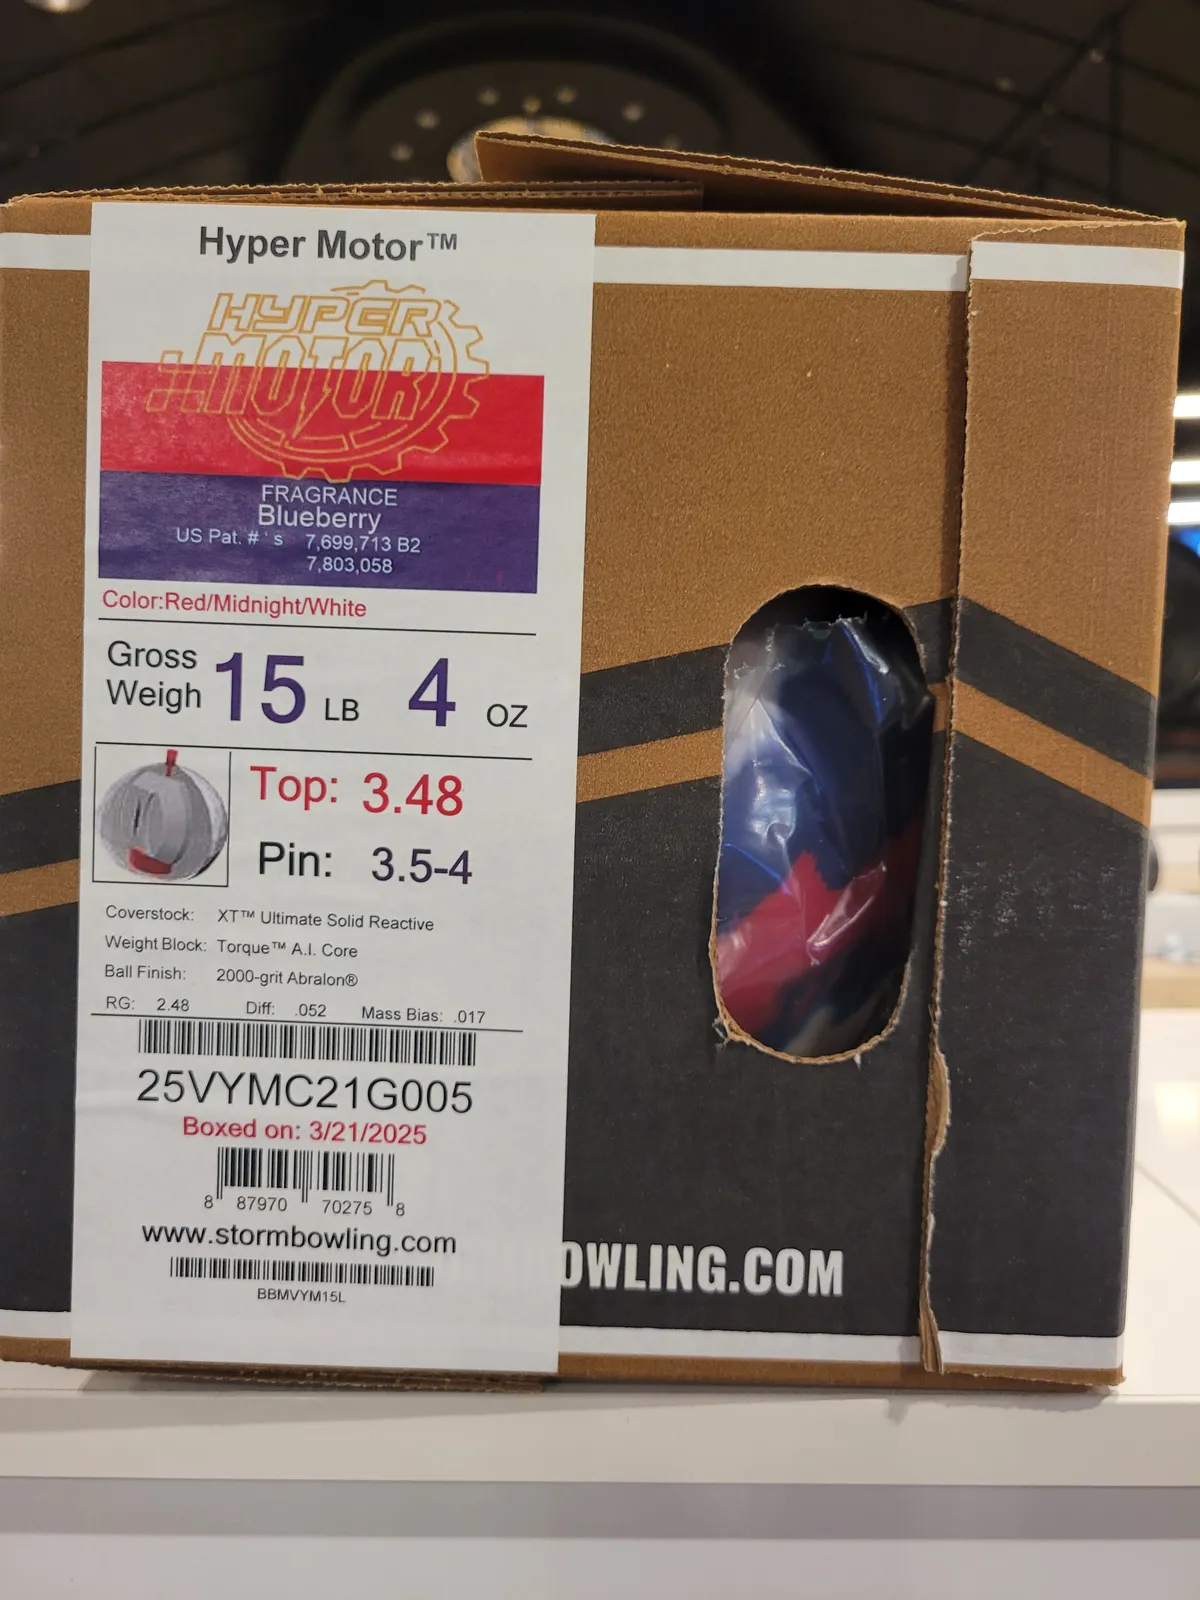 Hyper Motor™
HYPER
MOTOR
FRAGRANCE
Blueberry
US Pat. # ' s 7,699,713 B2
7,803,058
Color:Red/Midnight/White
Gross
Weigh 15 LB 4 OZ
Top: 3.48
Pin: 3.5-4
Coverstock: XT™ Ultimate Solid Reactive
Weight Block: Torque™ A.I. Core
Ball Finish: 2000-grit Abralon®
RG: 2.48 Diff: .052 Mass Bias: .017
25VYMC21G005
Boxed on: 3/21/2025
8 87970 70275 8
www.stormbowling.com
BBMVYM15L
OWLING.COM